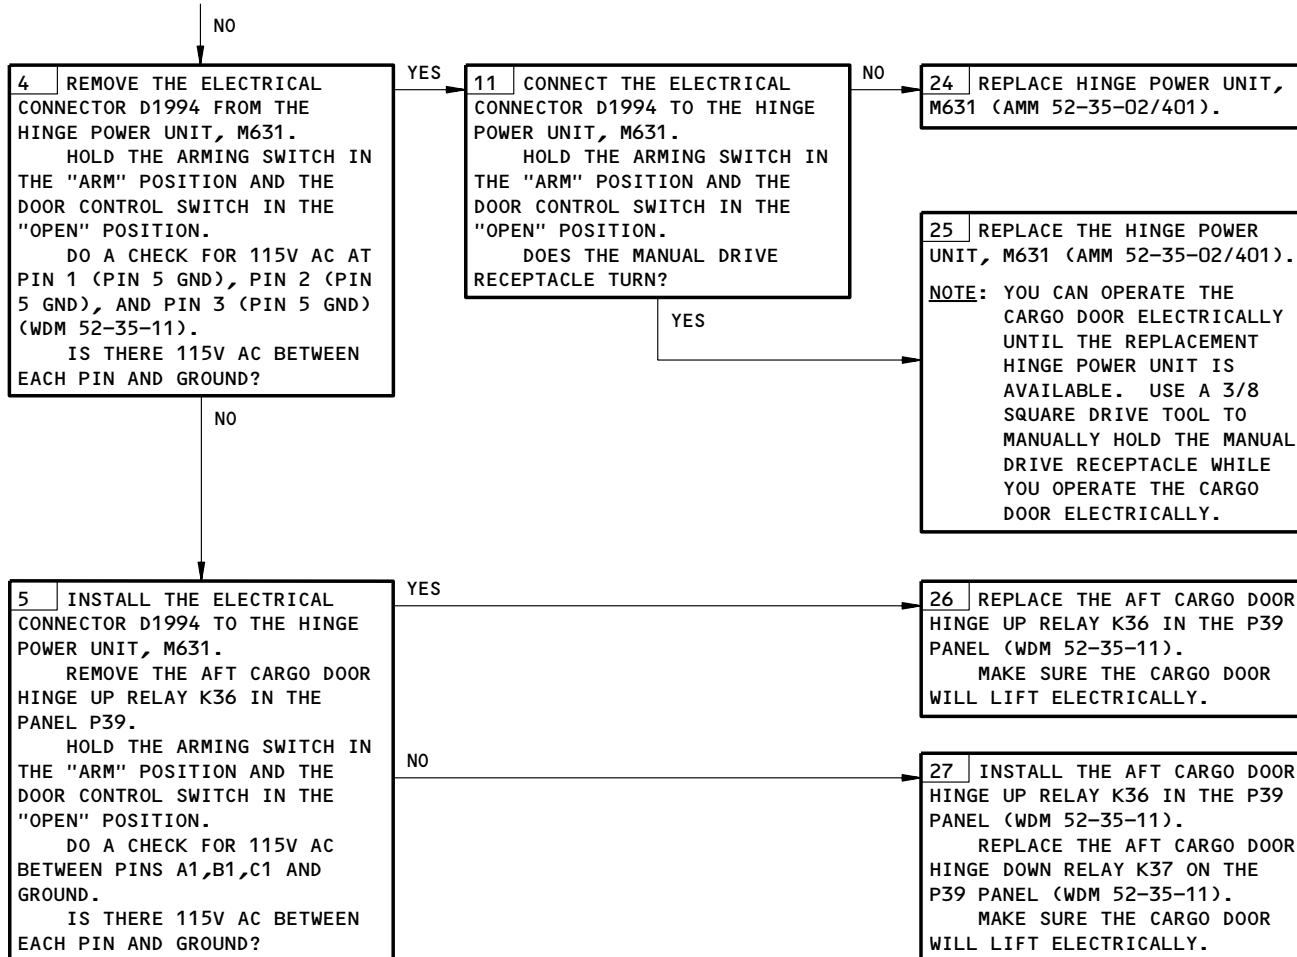 NO
4 REMOVE THE ELECTRICAL
CONNECTOR D1994 FROM THE
HINGE POWER UNIT, M631.
HOLD THE ARMING SWITCH IN
THE "ARM" POSITION AND THE
DOOR CONTROL SWITCH IN THE
"OPEN" POSITION.
DO A CHECK FOR 115V AC AT
PIN 1 (PIN 5 GND), PIN 2 (PIN
5 GND), AND PIN 3 (PIN 5 GND)
(WDM 52-35-11).
IS THERE 115V AC BETWEEN
EACH PIN AND GROUND?
YES
11 CONNECT THE ELECTRICAL
CONNECTOR D1994 TO THE HINGE
POWER UNIT, M631.
HOLD THE ARMING SWITCH IN
THE "ARM" POSITION AND THE
DOOR CONTROL SWITCH IN THE
"OPEN" POSITION.
DOES THE MANUAL DRIVE
RECEPTACLE TURN?
NO
24 REPLACE HINGE POWER UNIT,
M631 (AMM 52-35-02/401).
YES
25 REPLACE THE HINGE POWER
UNIT, M631 (AMM 52-35-02/401).
NOTE: YOU CAN OPERATE THE
CARGO DOOR ELECTRICALLY
UNTIL THE REPLACEMENT
HINGE POWER UNIT IS
AVAILABLE. USE A 3/8
SQUARE DRIVE TOOL TO
MANUALLY HOLD THE MANUAL
DRIVE RECEPTACLE WHILE
YOU OPERATE THE CARGO
DOOR ELECTRICALLY.
NO
5 INSTALL THE ELECTRICAL
CONNECTOR D1994 TO THE HINGE
POWER UNIT, M631.
REMOVE THE AFT CARGO DOOR
HINGE UP RELAY K36 IN THE
PANEL P39.
HOLD THE ARMING SWITCH IN
THE "ARM" POSITION AND THE
DOOR CONTROL SWITCH IN THE
"OPEN" POSITION.
DO A CHECK FOR 115V AC
BETWEEN PINS A1,B1,C1 AND
GROUND.
IS THERE 115V AC BETWEEN
EACH PIN AND GROUND?
YES
26 REPLACE THE AFT CARGO DOOR
HINGE UP RELAY K36 IN THE P39
PANEL (WDM 52-35-11).
MAKE SURE THE CARGO DOOR
WILL LIFT ELECTRICALLY.
NO
27 INSTALL THE AFT CARGO DOOR
HINGE UP RELAY K36 IN THE P39
PANEL (WDM 52-35-11).
REPLACE THE AFT CARGO DOOR
HINGE DOWN RELAY K37 ON THE
P39 PANEL (WDM 52-35-11).
MAKE SURE THE CARGO DOOR
WILL LIFT ELECTRICALLY.